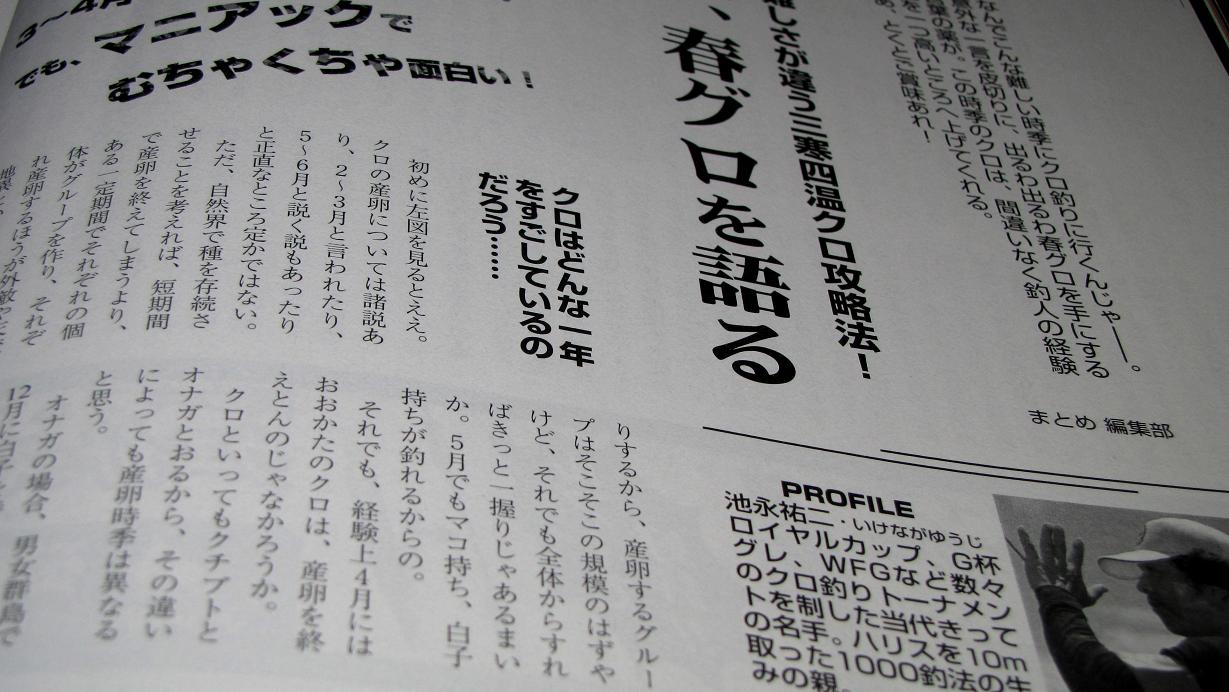 なんでこんな難しい時季にクロ釣りに行くんじゃ――。
意外な一言を皮切りに、出るわ出るわ春グロを手にする
薬が。この時季のクロは、間違いなく釣人の経験
を一つ高いところへ上げてくれる。
とくとご賞味あれ！
まとめ 編集部
難しさが違う三寒四温クロ攻略法！
、春グロを語る
3〜4月
でも、マニアックで
むちゃくちゃ面白い！
クロはどんな一年
をすごしているの
だろう……
初めに左図を見るとええ。
クロの産卵については諸説あ
り、２〜３月と言われたり、
５〜６月と説く説もあったり
と正直なところ定かではない。
ただ、自然界で種を存続さ
せることを考えれば、短期間
で産卵を終えてしまうより、
ある一定期間でそれぞれの個
体がグループを作り、それぞ
れ産卵するほうが外敵や
りするから、産卵するグルー
プはそこそこの規模のはずや
けど、それでも全体からすれ
ばきっと一握りじゃあるまい
か。５月でもマコ持ち、白子
持ちが釣れるからの。
それでも、経験上４月には
おおかたのクロは、産卵を終
えとんのじゃなかろうか。
クロといってもクチブトと
オナガとおるから、その違い
によっても産卵時季は異なる
と思う。
オナガの場合、男女群島で
12月に白子
PROFILE
池永祐二・いけながゆうじ
ロイヤルカップ、G杯
グレ、WFGなど数々
のクロ釣りトーナメン
トを制した当代きって
の名手。ハリスを10m
取った1000釣法の生
みの親。